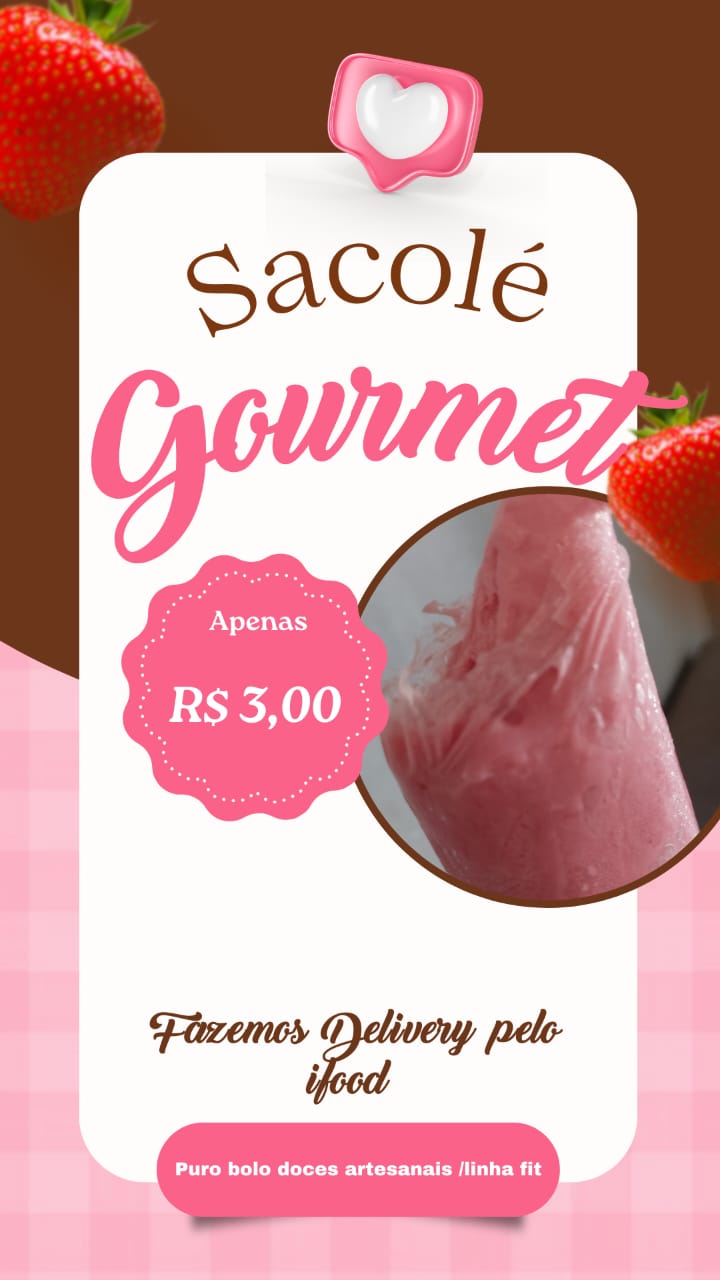 Sacolé
Gourmet
Apenas
R$ 3,00
Fazemos Delivery pelo
ifood
Puro bolo doces artesanais /linha fit